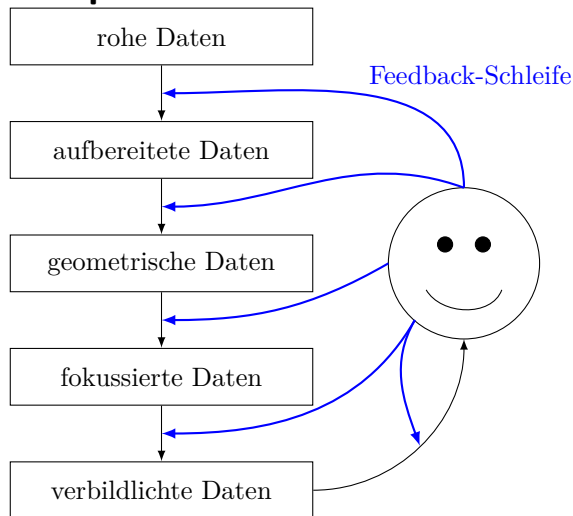 rohe Daten
Feedback-Schleife
aufbereitete Daten
geometrische Daten
fokussierte Daten
verbildlichte Daten